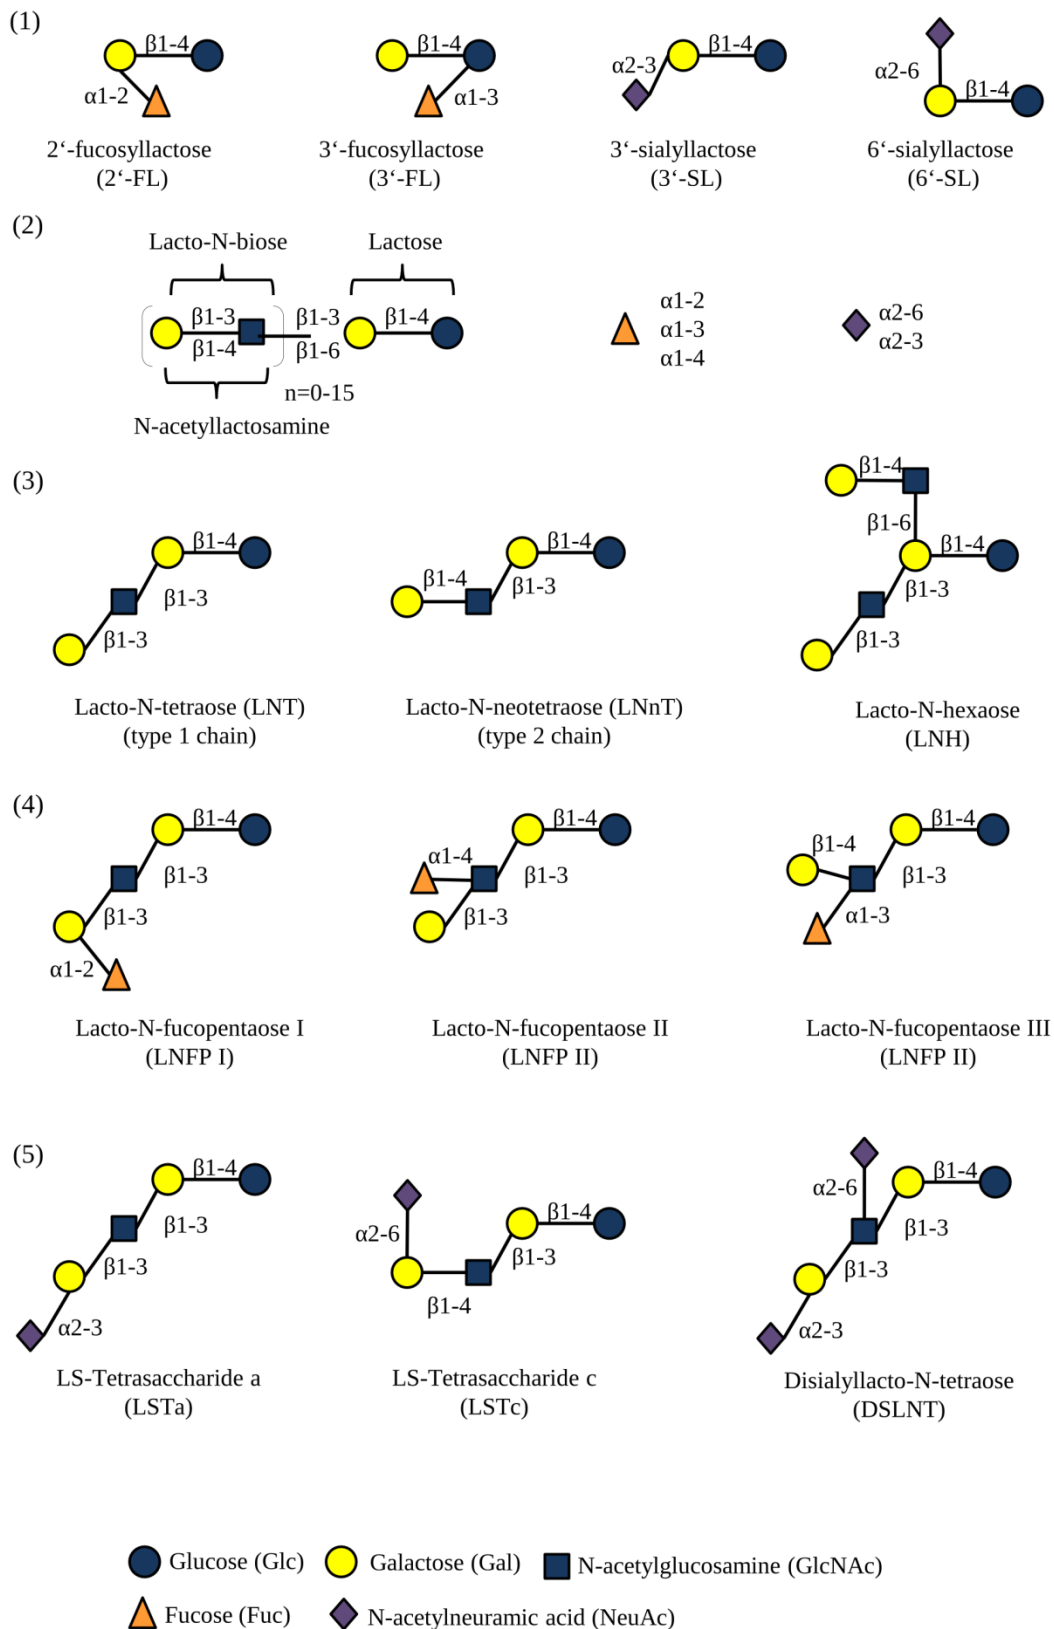 (1)
β1-4
α1-2
2‘-fucosyllactose
(2‘-FL)
β1-4
α1-3
3‘-fucosyllactose
(3‘-FL)
α2-3
β1-4
3‘-sialyllactose
(3‘-SL)
α2-6
β1-4
6‘-sialyllactose
(6‘-SL)
(2)
Lacto-N-biose
Lactose
β1-3
β1-4
β1-3
β1-6
β1-4
n=0-15
N-acetyllactosamine
α1-2
α1-3
α1-4
α2-6
α2-3
(3)
β1-4
β1-3
β1-3
Lacto-N-tetraose (LNT)
(type 1 chain)
β1-4
β1-4
β1-3
Lacto-N-neotetraose (LNnT)
(type 2 chain)
β1-4
β1-6
β1-4
β1-3
β1-3
Lacto-N-hexaose
(LNH)
(4)
β1-4
β1-3
β1-3
α1-2
Lacto-N-fucopentaose I
(LNFP I)
β1-4
α1-4
β1-3
β1-3
Lacto-N-fucopentaose II
(LNFP II)
β1-4
β1-4
β1-3
α1-3
Lacto-N-fucopentaose III
(LNFP II)
(5)
β1-4
β1-3
β1-3
α2-3
LS-Tetrasaccharide a
(LSTa)
α2-6
β1-4
β1-3
β1-4
LS-Tetrasaccharide c
(LSTc)
α2-6
β1-4
β1-3
β1-3
α2-3
Disialyllacto-N-tetraose
(DSLNT)
Glucose (Glc)
Galactose (Gal)
N-acetylglucosamine (GlcNAc)
Fucose (Fuc)
N-acetylneuramic acid (NeuAc)